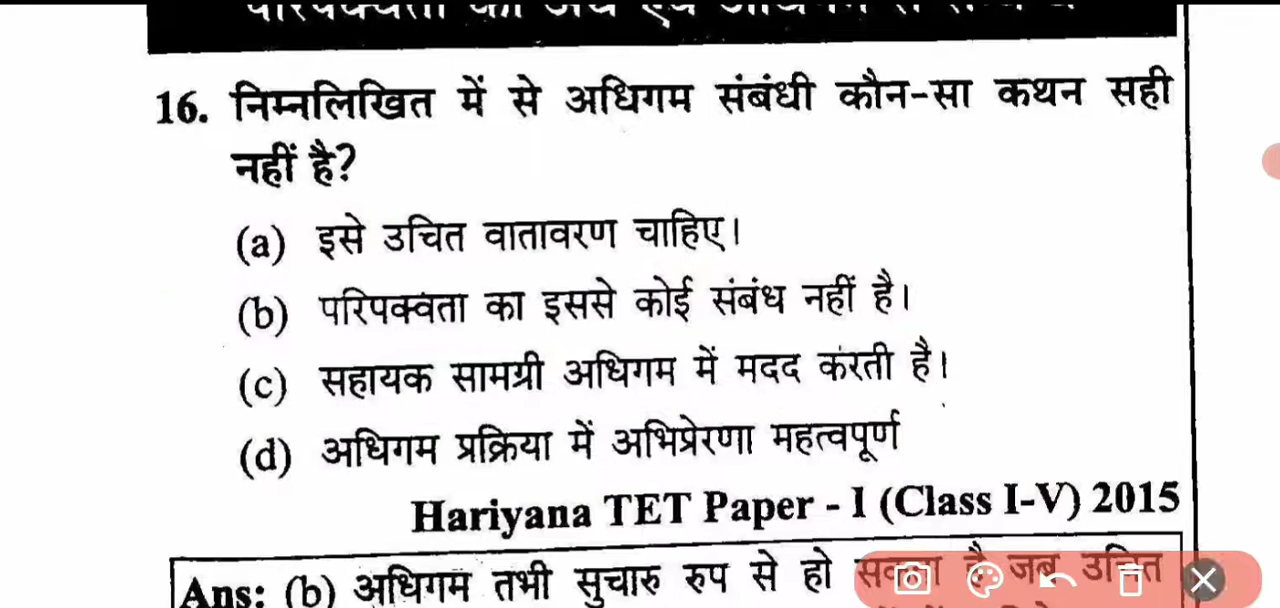 16. निम्नलिखित में से अधिगम संबंधी कौन-सा कथन सही
नहीं है?
(a) इसे उचित वातावरण चाहिए।
(b) परिपक्वता का इससे कोई संबंध नहीं है।
(c) सहायक सामग्री अधिगम में मदद करती है।
(d) अधिगम प्रक्रिया में अभिप्रेरणा महत्वपूर्ण
Hariyana TET Paper - I (Class I-V) 2015
Ans: (b) अधिगम तभी सुचारु रुप से हो सकता है जब उचित